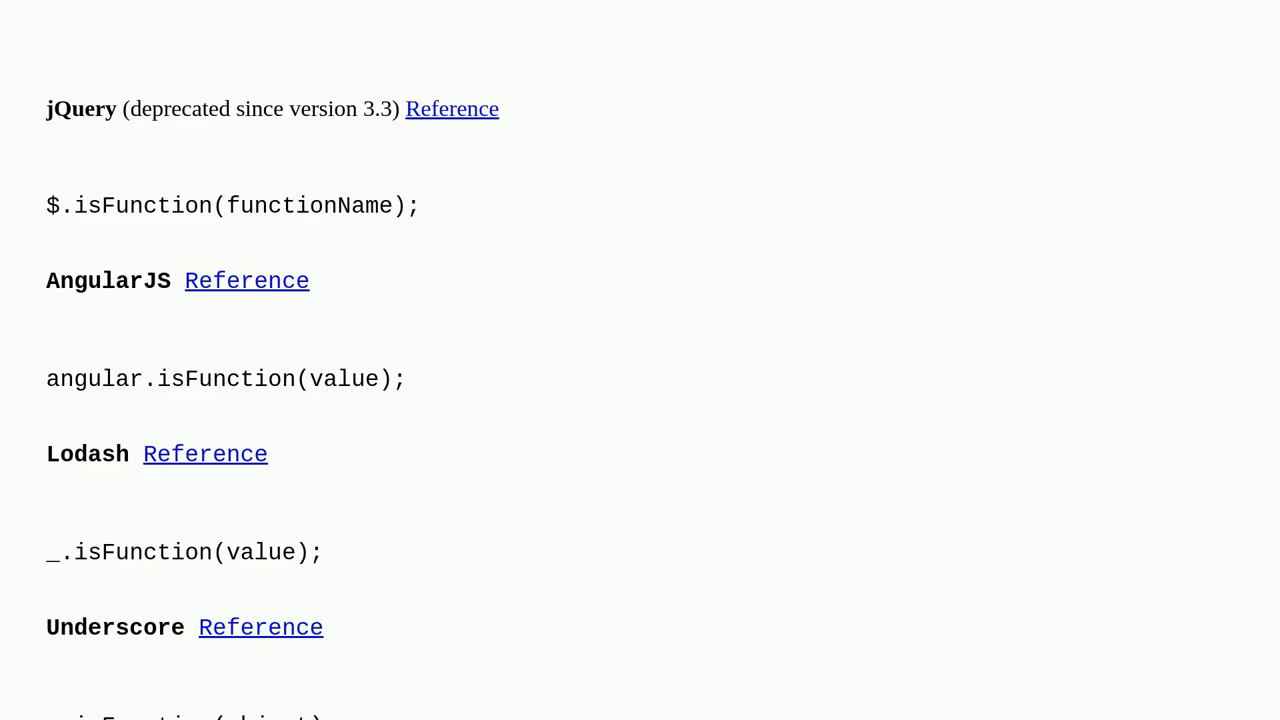 jQuery (deprecated since version 3.3) Reference
$.isFunction(functionName);
AngularJS Reference
angular.isFunction(value);
Lodash Reference
_.isFunction(value);
Underscore Reference